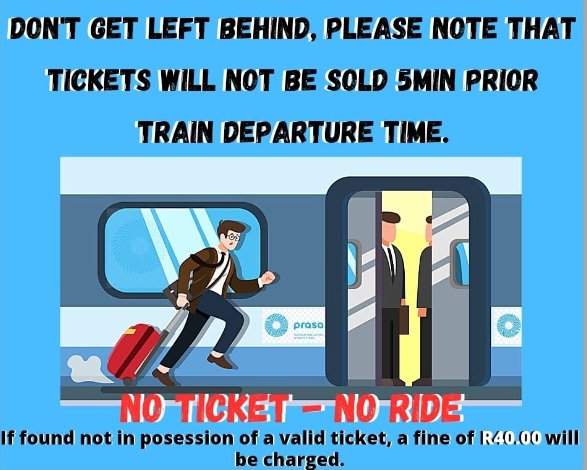 DON'T GET LEFT BEHIND, PLEASE NOTE THAT
TICKETS WILL NOT BE SOLD 5MIN PRIOR
TRAIN DEPARTURE TIME.
prasa
NO TICKET – NO RIDE
If found not in posession of a valid ticket, a fine of R40.00 will
be charged.